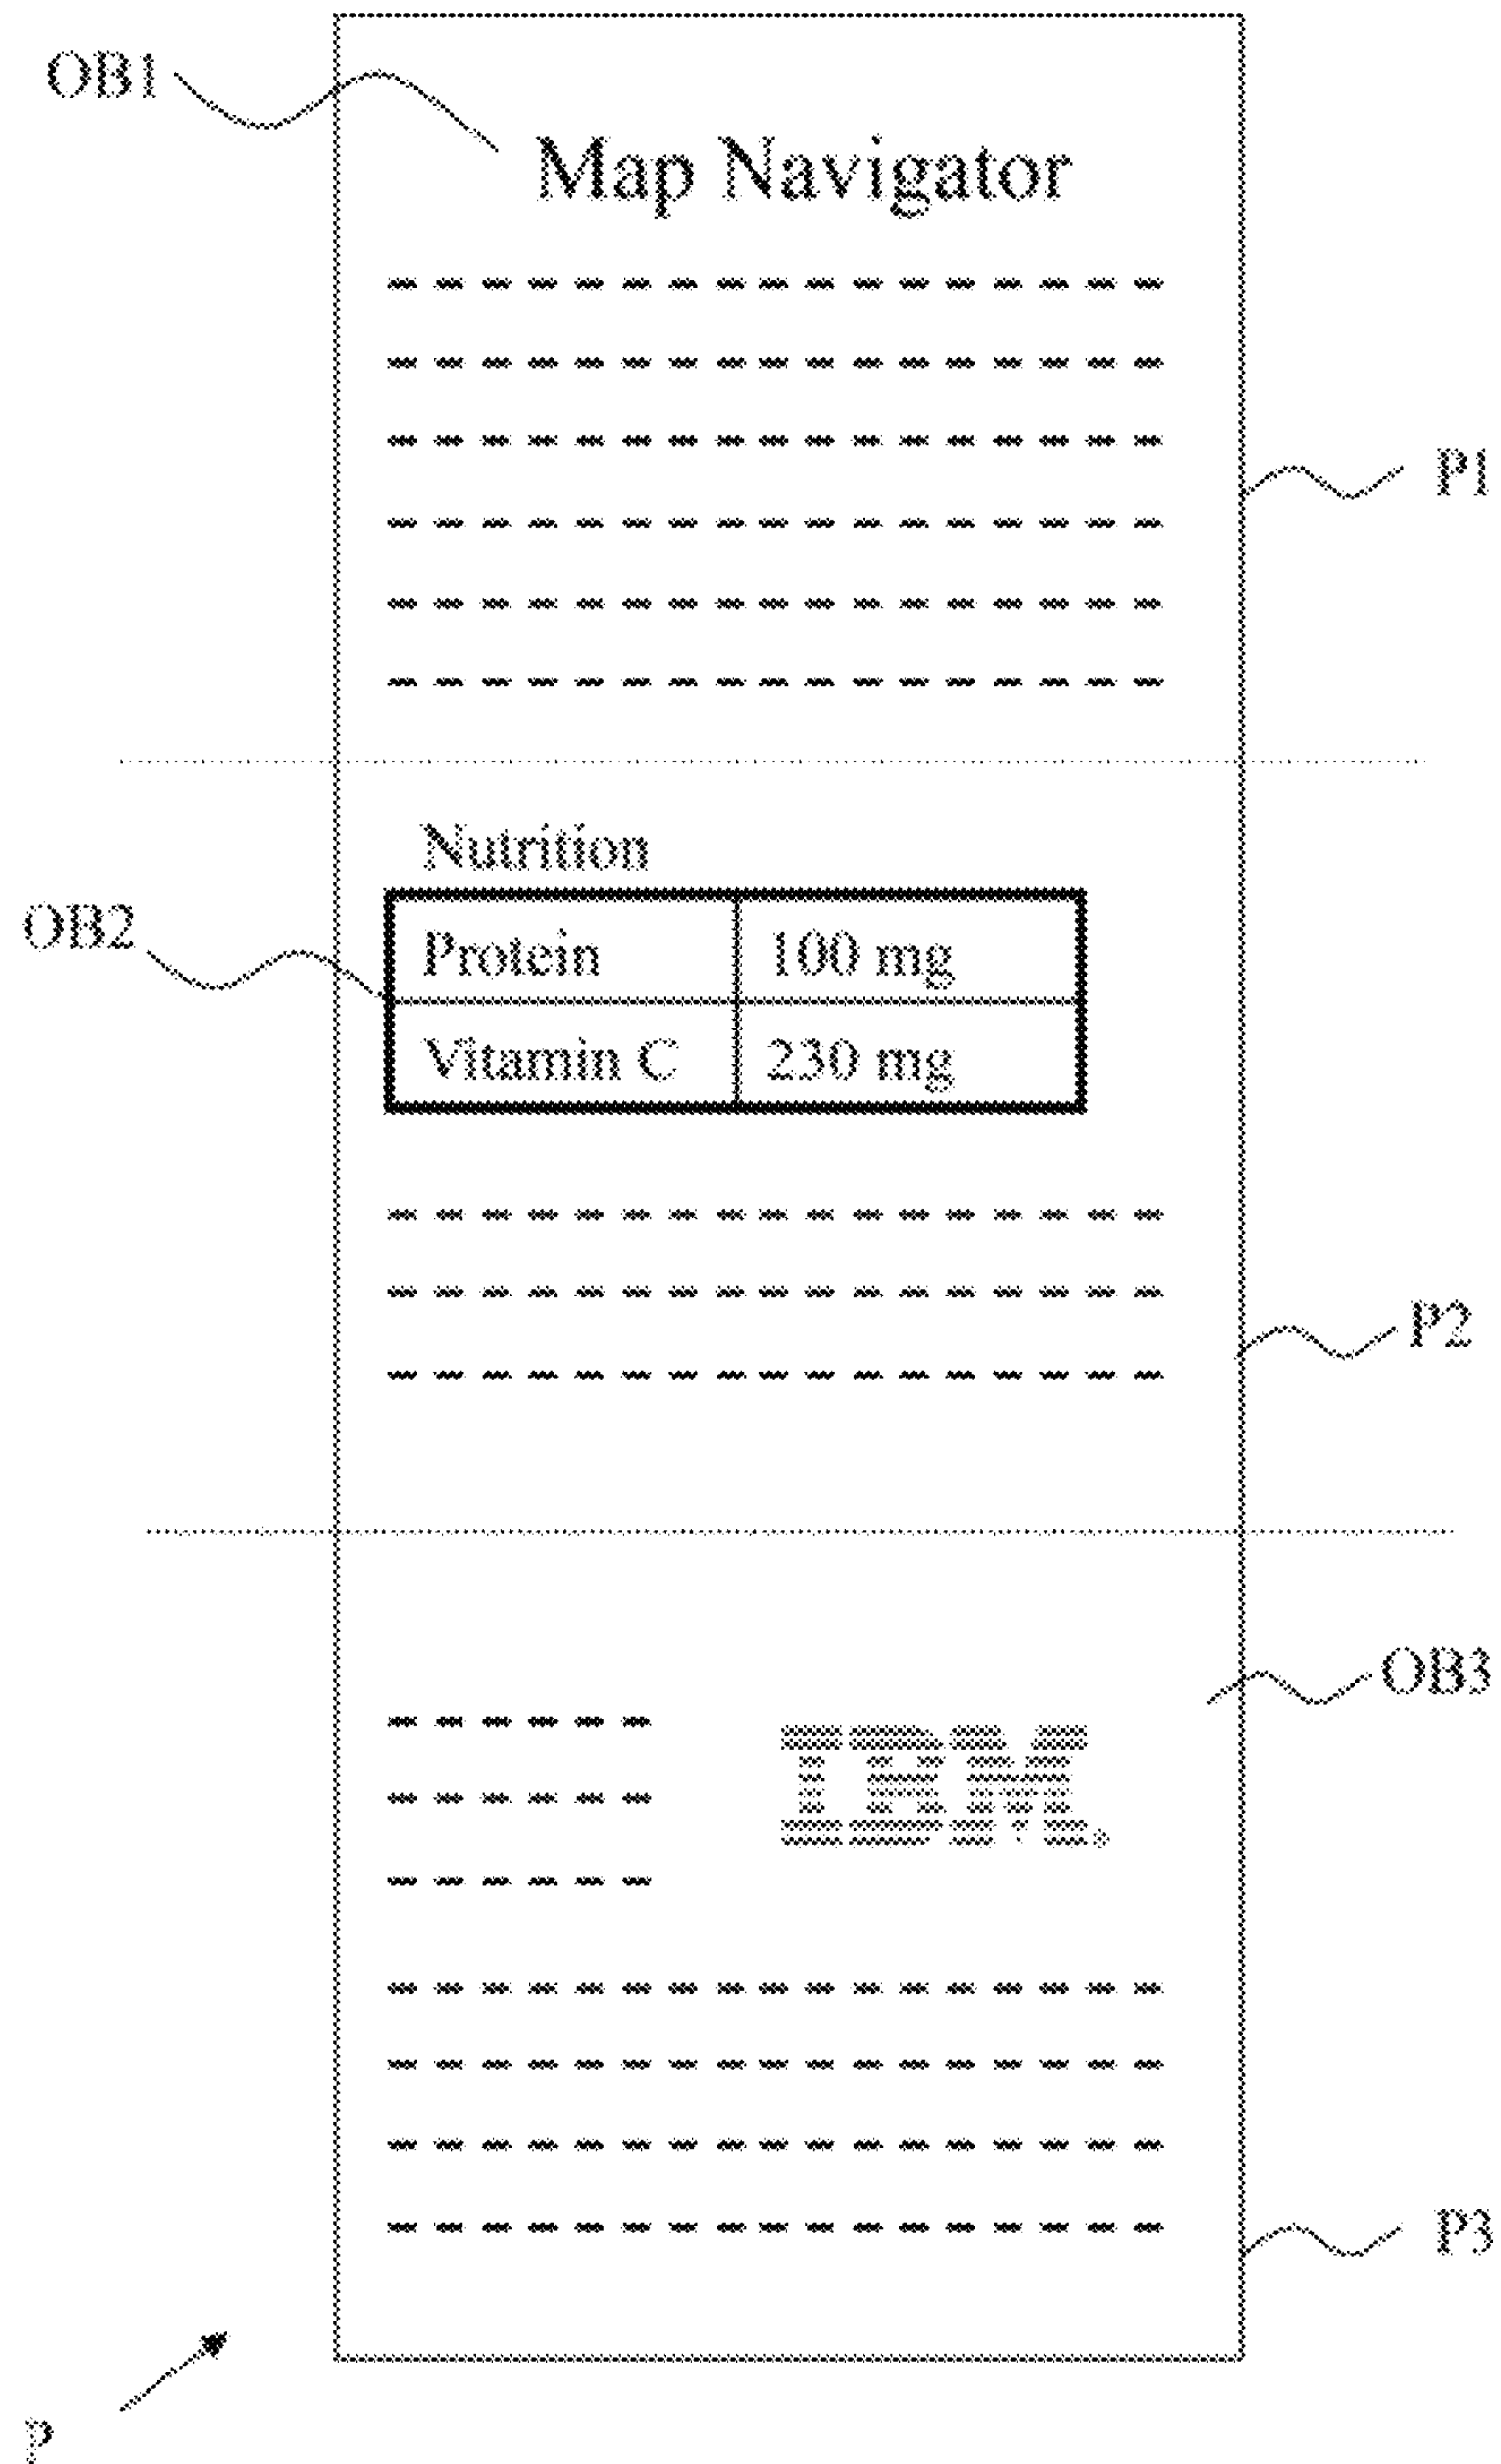 OB1
Map Navigator
P1
Nutrition
OB2
Protein 100 mg
Vitamin C 230 mg
P2
OB3
IBM
P3
P